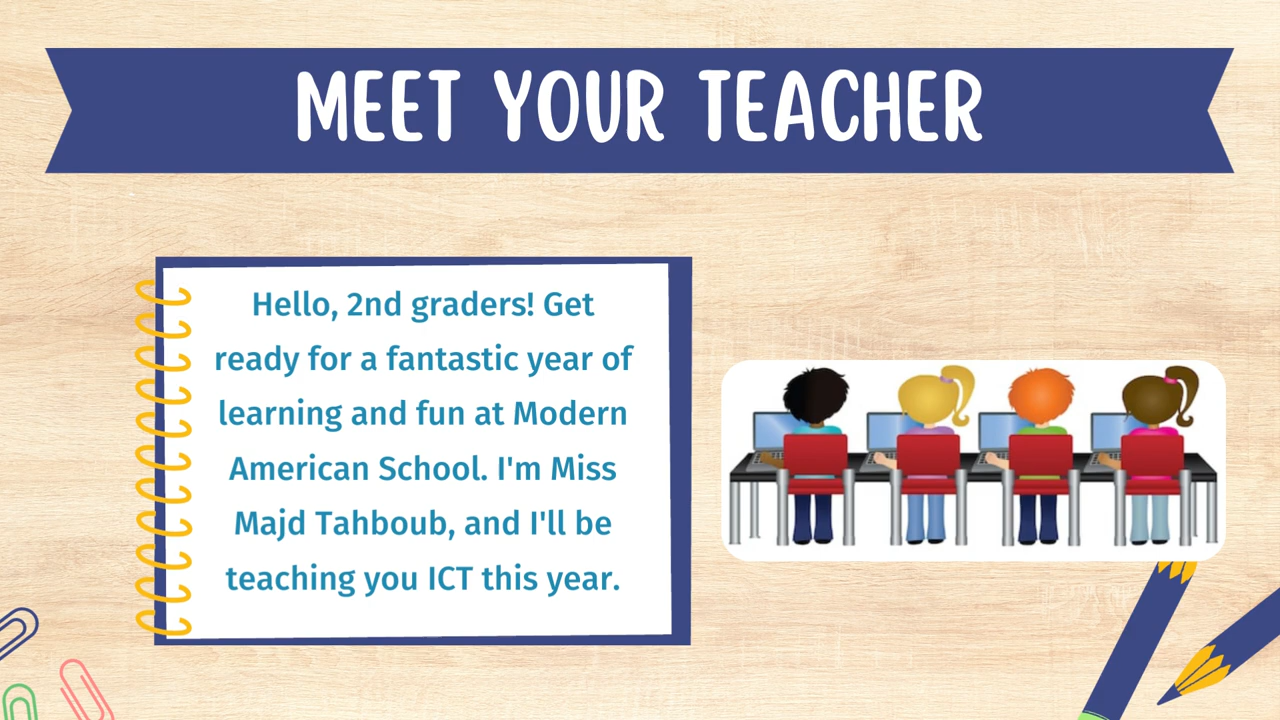 MEET YOUR TEACHER
Hello, 2nd graders! Get
ready for a fantastic year of
learning and fun at Modern
American School. I'm Miss
Majd Tahboub, and I'll be
teaching you ICT this year.